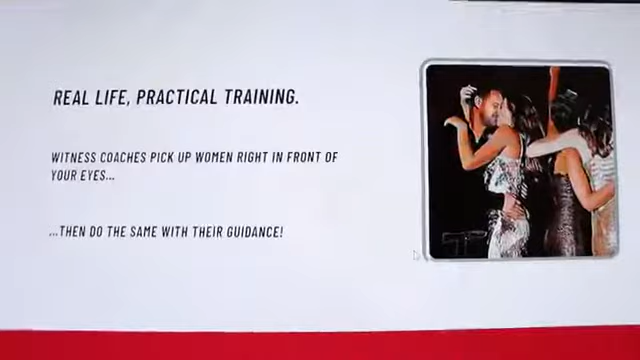 REAL LIFE, PRACTICAL TRAINING.
WITNESS COACHES PICK UP WOMEN RIGHT IN FRONT OF
YOUR EYES...
...THEN DO THE SAME WITH THEIR GUIDANCE!